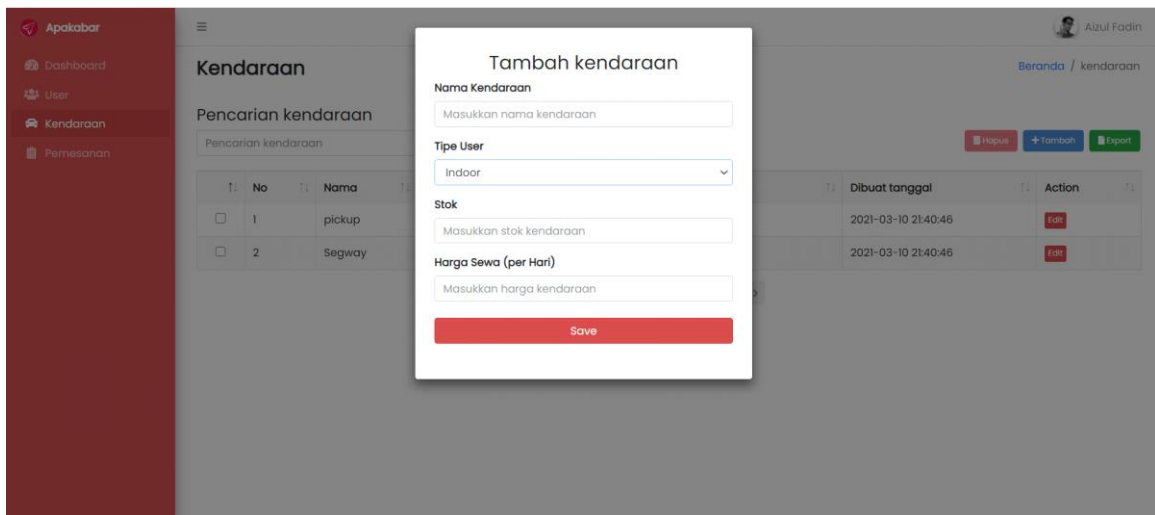 Apakabar
Aizul Fadin
Dashboard
User
Kendaraan
Pemesanan
Kendaraan
Beranda / kendaraan
Pencarian kendaraan
Pencarian kendaraan
Hapus
+Tambah
Export
No Nama Dibuat tanggal Action
1 pickup 2021-03-10 21:40:46 Edit
2 Segway 2021-03-10 21:40:46 Edit
Tambah kendaraan
Nama Kendaraan
Masukkan nama kendaraan
Tipe User
Indoor
Stok
Masukkan stok kendaraan
Harga Sewa (per Hari)
Masukkan harga kendaraan
Save